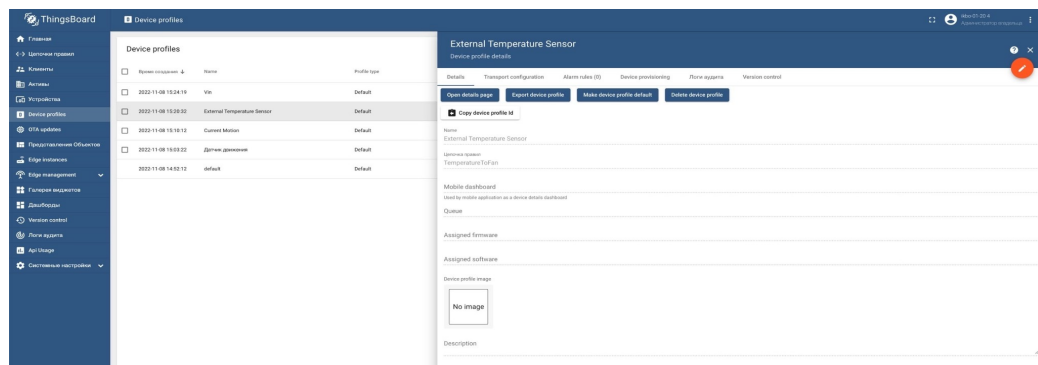 ThingsBoard
Device profiles
ikbo-01-20 4
Администратор владельца
Главная
Цепочки правил
Клиенты
Активы
Устройства
Device profiles
OTA updates
Представления Объектов
Edge instances
Edge management
Галерея виджетов
Дашборды
Version control
Логи аудита
Api Usage
Системные настройки
Device profiles
Время создания ↓ Name Profile type
2022-11-08 15:24:19 Vin Default
2022-11-08 15:20:32 External Temperature Sensor Default
2022-11-08 15:10:12 Current Motion Default
2022-11-08 15:03:22 Датчик движения Default
2022-11-08 14:52:12 default Default
External Temperature Sensor
Device profile details
Details Transport configuration Alarm rules (0) Device provisioning Логи аудита Version control
Open details page Export device profile Make device profile default Delete device profile
Copy device profile Id
Name
External Temperature Sensor
Цепочки правил
TemperatureToFan
Mobile dashboard
Used by mobile application as a device details dashboard
Queue
Assigned firmware
Assigned software
Device profile image
No image
Description